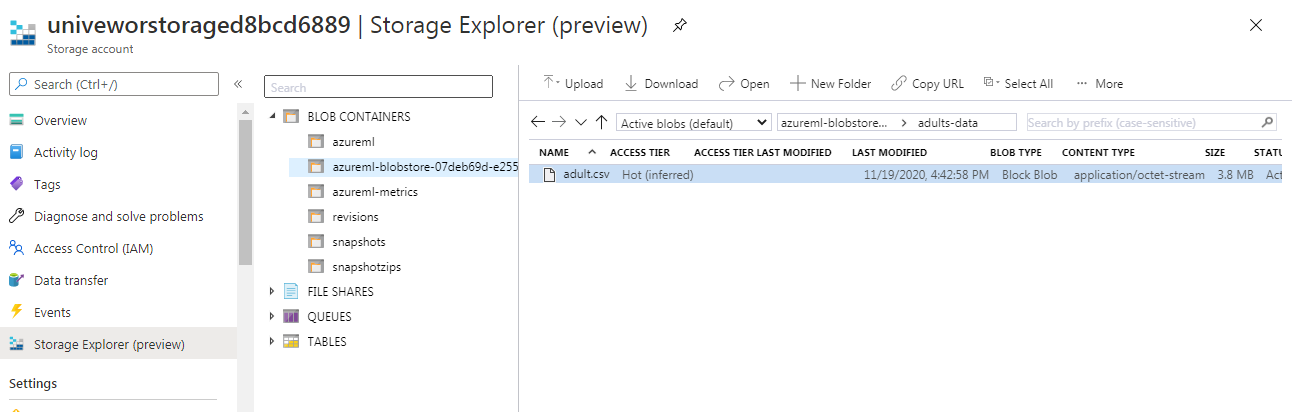 univeworstoraged8bcd6889 | Storage Explorer (preview)
Storage account
Search (Ctrl+/)
Overview
Activity log
Tags
Diagnose and solve problems
Access Control (IAM)
Data transfer
Events
Storage Explorer (preview)
Settings
Search
BLOB CONTAINERS
azureml
azureml-blobstore-07deb69d-e255
azureml-metrics
revisions
snapshots
snapshotzips
FILE SHARES
QUEUES
TABLES
Upload Download Open New Folder Copy URL Select All ... More
Active blobs (default) azureml-blobstore... > adults-data Search by prefix (case-sensitive)
NAME ACCESS TIER ACCESS TIER LAST MODIFIED LAST MODIFIED BLOB TYPE CONTENT TYPE SIZE STATU
adult.csv Hot (inferred) 11/19/2020, 4:42:58 PM Block Blob application/octet-stream 3.8 MB Act